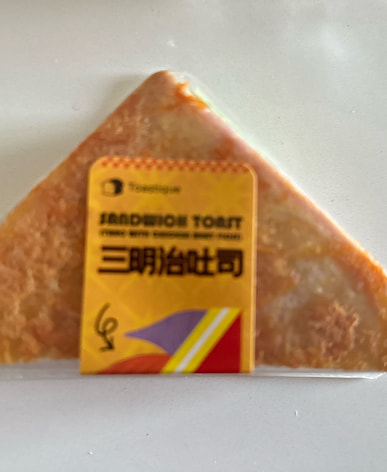 Toastique
SANDWICH TOAST
三明治吐司